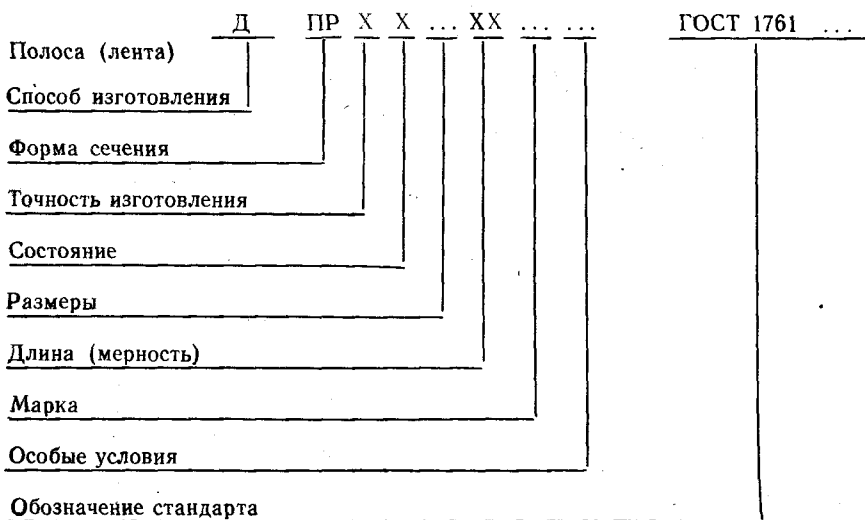 Д ПР Х Х ... ХХ ... ... ГОСТ 1761 ...
Полоса (лента)
Способ изготовления
Форма сечения
Точность изготовления
Состояние
Размеры
Длина (мерность)
Марка
Особые условия
Обозначение стандарта